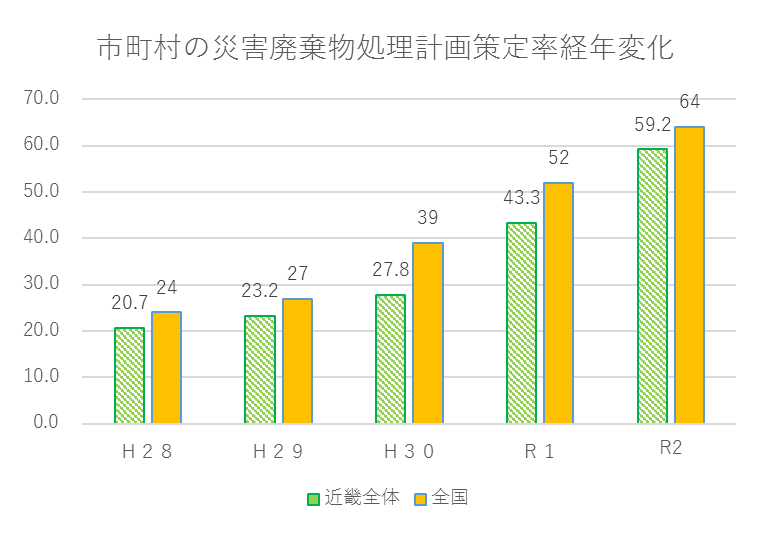 市町村の災害廃棄物処理計画策定率経年変化
70.0
60.0
50.0
40.0
30.0
20.0
10.0
0.0
20.7
24
23.2
27
27.8
39
43.3
52
59.2
64
Ｈ２８
Ｈ２９
Ｈ３０
Ｒ１
R2
近畿全体
全国